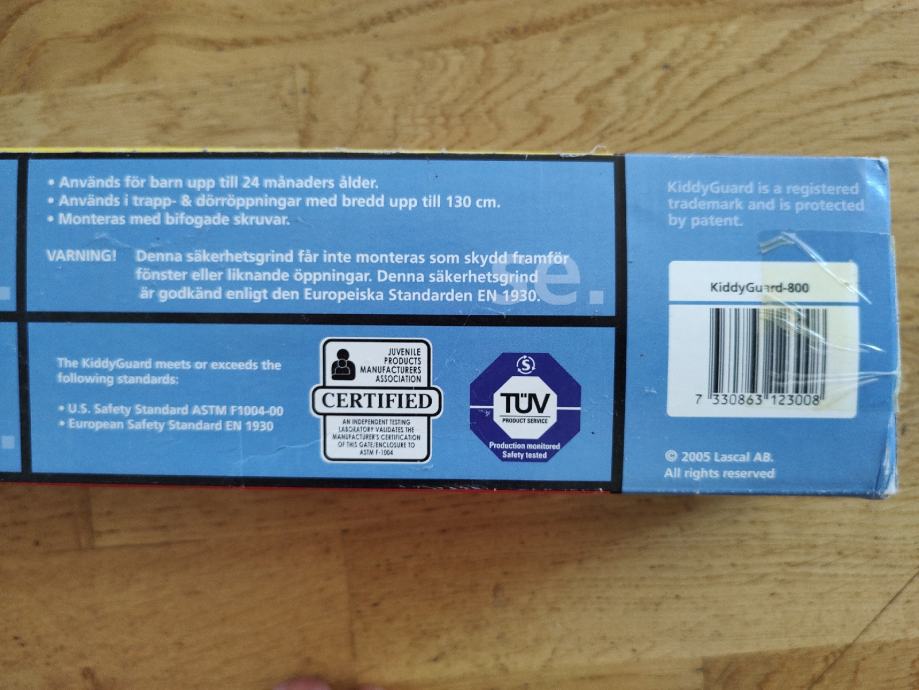 • Används för barn upp till 24 månaders ålder.
• Används i trapp- & dörröppningar med bredd upp till 130 cm.
• Monteras med bifogade skruvar.
VARNING! Denna säkerhetsgrind får inte monteras som skydd framför
fönster eller liknande öppningar. Denna säkerhetsgrind
är godkänd enligt den Europeiska Standarden EN 1930.
se.
The KiddyGuard meets or exceeds the
following standards:
• U.S. Safety Standard ASTM F1004-00
• European Safety Standard EN 1930
JUVENILE
PRODUCTS
MANUFACTURERS
ASSOCIATION
CERTIFIED
AN INDEPENDENT TESTING
LABORATORY VALIDATES THE
MANUFACTURER'S CERTIFICATION
OF THIS GATE/ENCLOSURE TO
ASTM F-1004
S
TÜV
PRODUCT SERVICE
Production monitored
Safety tested
KiddyGuard is a registered
trademark and is protected
by patent.
KiddyGuard-800
7 330863 123008
© 2005 Lascal AB.
All rights reserved